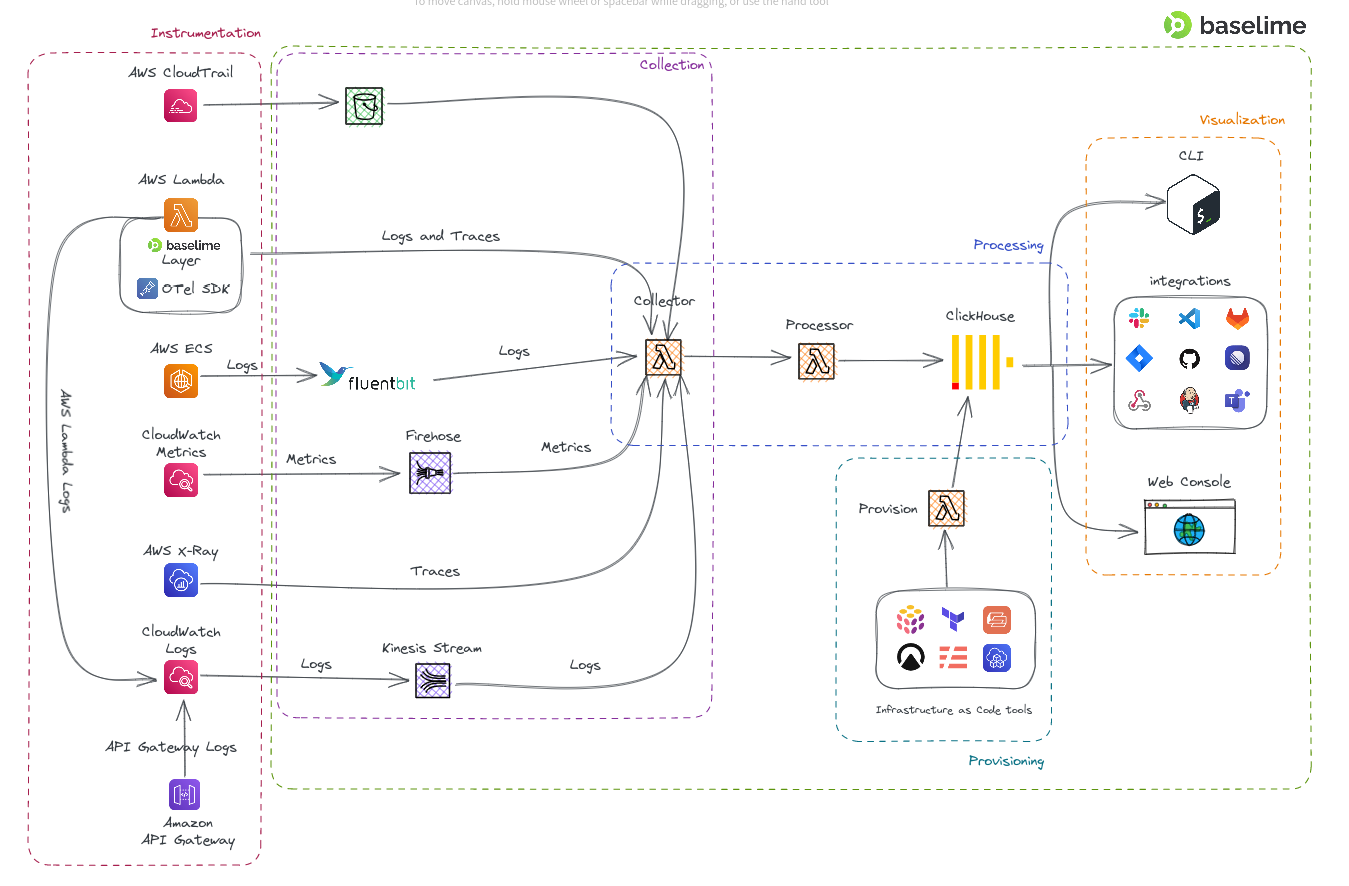 To move canvas, hold mouse wheel or spacebar while dragging, or use the hand tool
baselime
Instrumentation
Collection
AWS CloudTrail
Visualization
CLI
$_
AWS Lambda
baselime
Layer
OTel SDK
Logs and Traces
Processing
Collector
integrations
Processor
ClickHouse
AWS ECS
Logs
fluentbit
Logs
AWS Lambda Logs
CloudWatch
Metrics
Metrics
Firehose
Metrics
T
Web Console
Provision
AWS X-Ray
Traces
CloudWatch
Logs
Logs
Kinesis Stream
Logs
Infrastructure as Code tools
API Gateway Logs
Provisioning
Amazon
API Gateway